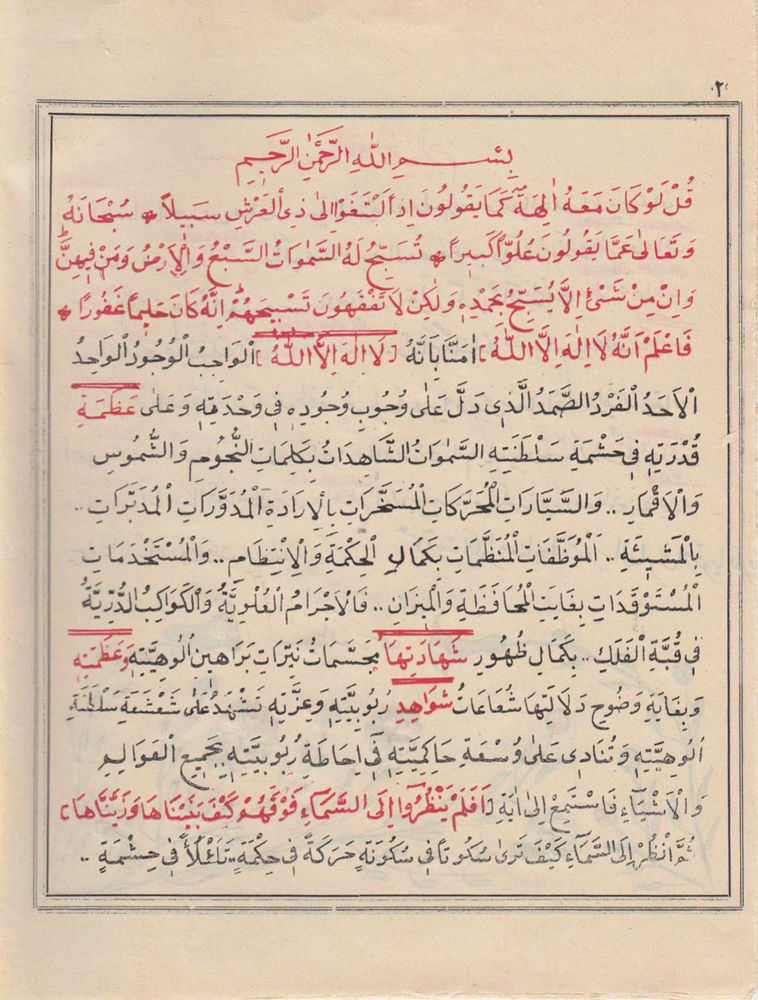 ٢
بِسْمِ اللّٰهِ الرَّحْمٰنِ الرَّحِيمِ
قُلْ لَوْ كَانَ مَعَهُ اٰلِهَةٌ كَمَا يَقُولُونَ اِذًا لَابْتَغَوْا اِلٰى ذِى الْعَرْشِ سَبِيلاً * سُبْحَانَهُ
وَتَعَالٰى عَمَّا يَقُولُونَ عُلُوًّا كَبِيرًا * تُسَبِّحُ لَهُ السَّمٰوَاتُ السَّبْعُ وَالْاَرْضُ وَمَنْ فِيهِنَّ
وَاِنْ مِنْ شَىْءٍ اِلَّا يُسَبِّحُ بِحَمْدِهِ وَلٰكِنْ لَا تَفْقَهُونَ تَسْبِيحَهُمْ اِنَّهُ كَانَ حَلِيمًا غَفُورًا *
فَاعْلَمْ اَنَّهُ لَا اِلٰهَ اِلَّا اللّٰهُ] اٰمَنَّا بِاَنَّهُ [لَا اِلٰهَ اِلَّا اللّٰهُ] الْوَاجِبُ الْوُجُودُ الْوَاحِدُ
الْاَحَدُ الْفَرْدُ الصَّمَدُ الَّذِى دَلَّ عَلٰى وُجُوبِ وُجُودِهِ فِى وَحْدَتِهِ وَعَلٰى عَظَمَةِ
قُدْرَتِهِ فِى حَشْمَةِ سَلْطَنَتِهِ السَّمٰوَاتُ الشَّاهِدَاتُ بِكَلِمَاتِ النُّجُومِ وَالشُّمُوسِ
وَالْاَقْمَارِ.. وَالسَّيَّارَاتِ الْمُحَرَّكَاتِ الْمُسَخَّرَاتِ بِالْاِرَادَةِ الْمُدَوَّرَاتِ الْمُدَبَّرَاتِ..
بِالْمَشِيئَةِ.. الْمُوَظَّفَاتِ الْمُنَظَّمَاتِ بِكَمَالِ الْحِكْمَةِ وَالْاِنْتِظَامِ.. وَالْمُسْتَخْدَمَاتِ
الْمُسْتَوْقَدَاتِ بِغَايَتِ الْمُحَافَظَةِ وَالْمِيزَانِ.. فَالْاَجْرَامُ الْعُلْوِيَّةُ وَالْكَوَاكِبُ الدُّرِّيَّةُ
فِى قُبَّةِ الْفَلَكِ.. بِكَمَالِ ظُهُورِ شَهَادَتِهَا مُجَسَّمَاتُ نَيِّرَاتِ بَرَاهِينِ اُلُوهِيَّتِهِ وَعَظَمَتِهِ
وَبِغَايَةِ وُضُوحِ دَلَالَتِهَا شُعَاعَاتُ شَوَاهِدِ رُبُوبِيَّتِهِ وَعِزَّتِهِ تَشْهَدُ عَلٰى شَعْشَعَةِ سَلْطَنَةِ
اُلُوهِيَّتِهِ وَتُنَادِى عَلٰى وُسْعَةِ حَاكِمِيَّتِهِ فِى اِحَاطَةِ رُبُوبِيَّتِهِ بِجَمِيعِ الْعَوَالِمِ
وَالْاَشْيَاءِ فَاسْتَمِعْ اِلٰى اٰيَةِ [اَفَلَمْ يَنْظُرُوا اِلَى السَّمَاءِ فَوْقَهُمْ كَيْفَ بَنَيْنَاهَا وَزَيَّنَّاهَا]
ثُمَّ انْظُرْ اِلَى السَّمَاءِ كَيْفَ تَرٰى سُكُوتًا فِى سُكُونَةٍ حَرَكَةً فِى حِكْمَةٍ.. تَلَأْلُأً فِى حِشْمَةٍ..